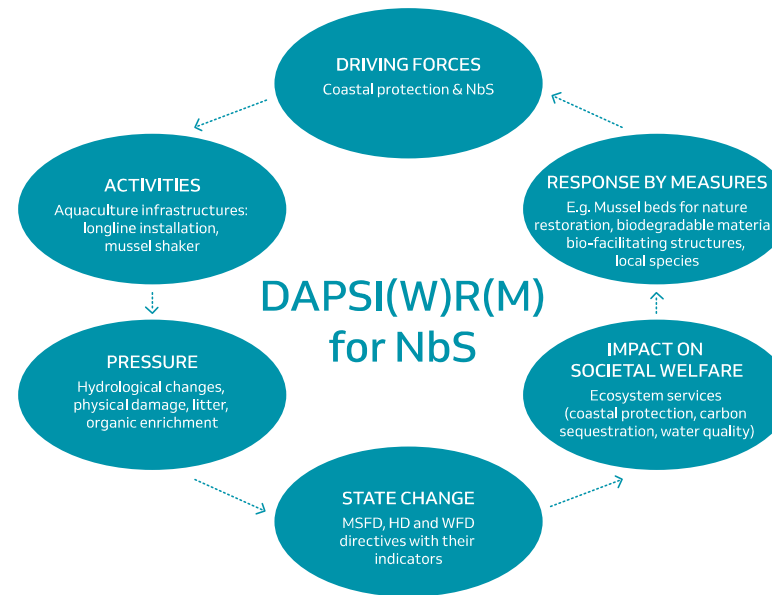 DRIVING FORCES
Coastal protection & NbS
ACTIVITIES
Aquaculture infrastructures:
longline installation,
mussel shaker
RESPONSE BY MEASURES
E.g. Mussel beds for nature
restoration, biodegradable materia
bio-facilitating structures,
local species
DAPSI(W)R(M)
for NbS
PRESSURE
Hydrological changes,
physical damage, litter,
organic enrichment
IMPACT ON
SOCIETAL WELFARE
Ecosystem services
(coastal protection, carbon
sequestration, water quality)
STATE CHANGE
MSFD, HD and WFD
directives with their
indicators